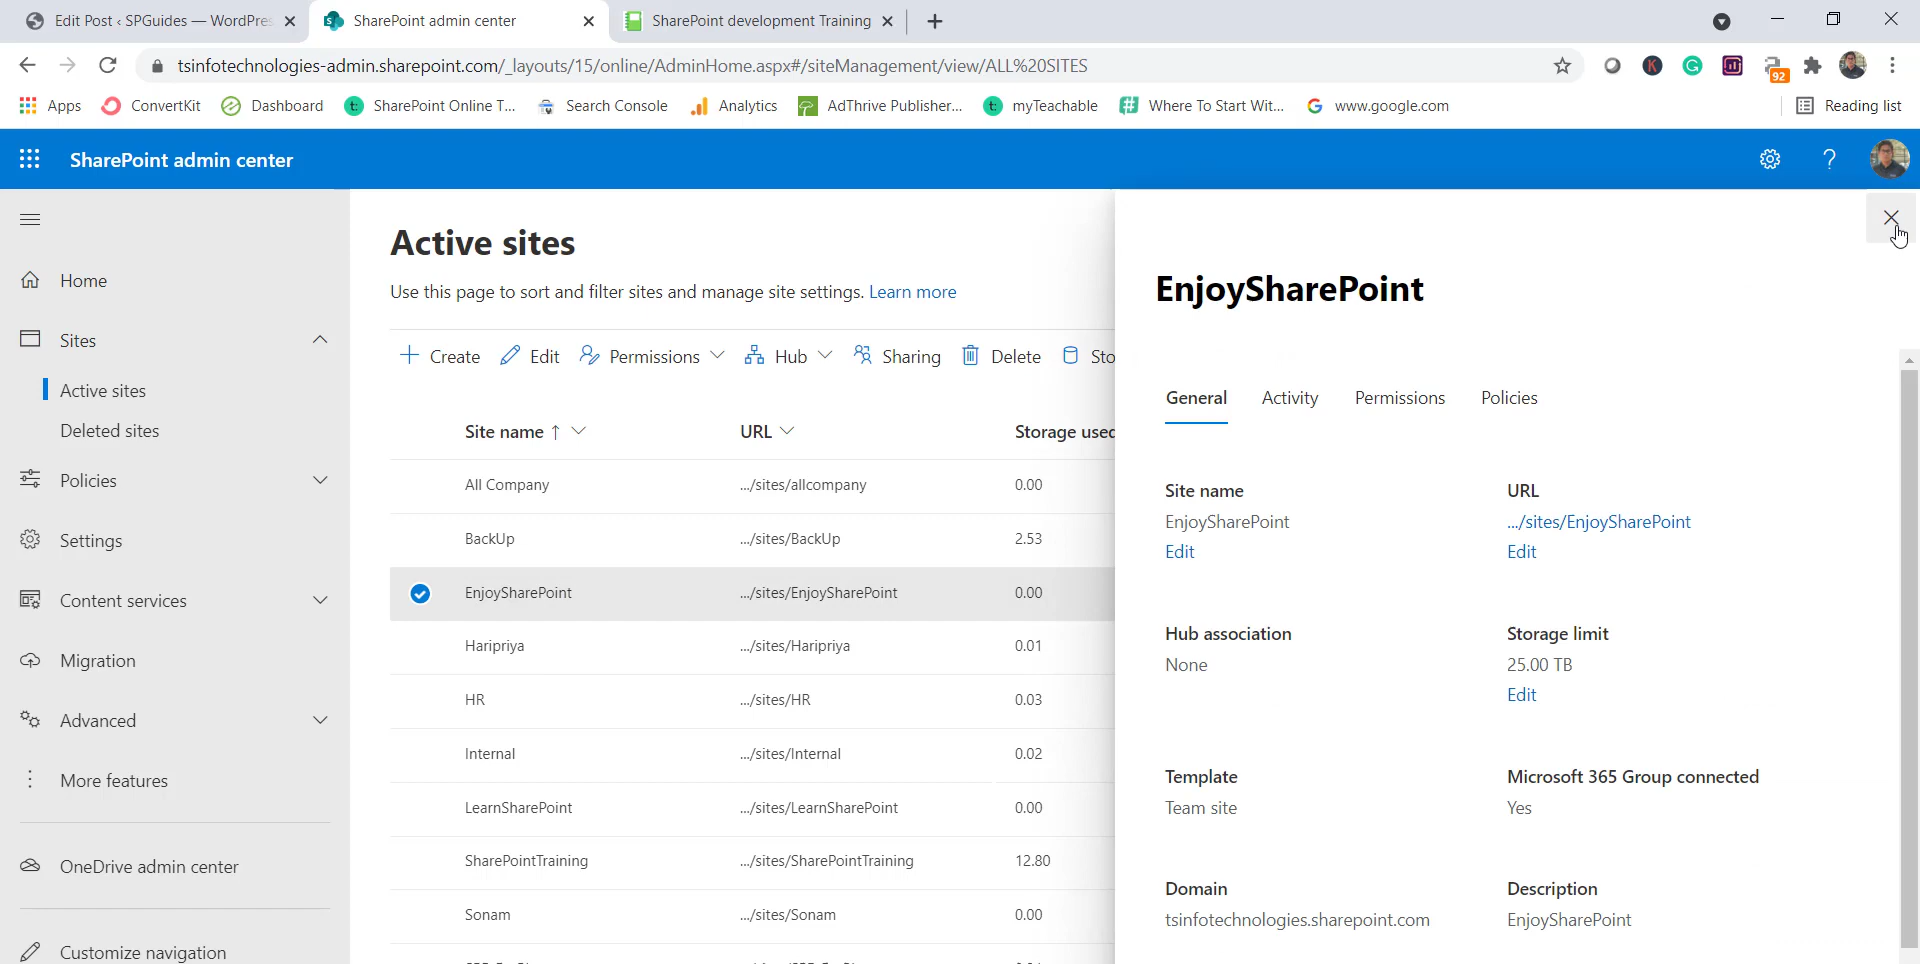 Edit Post ‹ SPGuides — WordPres
SharePoint admin center
SharePoint development Training
tsinfotechnologies-admin.sharepoint.com/_layouts/15/online/AdminHome.aspx#/siteManagement/view/ALL%20SITES
92
Apps
ConvertKit
Dashboard
SharePoint Online T...
Search Console
Analytics
AdThrive Publisher...
myTeachable
Where To Start Wit...
www.google.com
Reading list
SharePoint admin center
Home
Sites
Active sites
Deleted sites
Policies
Settings
Content services
Migration
Advanced
More features
OneDrive admin center
Customize navigation
Active sites
Use this page to sort and filter sites and manage site settings. Learn more
Create Edit Permissions Hub Sharing Delete Sto
Site name ↑ URL Storage used
All Company .../sites/allcompany 0.00
BackUp .../sites/BackUp 2.53
EnjoySharePoint .../sites/EnjoySharePoint 0.00
Haripriya .../sites/Haripriya 0.01
HR .../sites/HR 0.03
Internal .../sites/Internal 0.02
LearnSharePoint .../sites/LearnSharePoint 0.00
SharePointTraining .../sites/SharePointTraining 12.80
Sonam .../sites/Sonam 0.00
EnjoySharePoint
General Activity Permissions Policies
Site name
EnjoySharePoint
Edit
URL
.../sites/EnjoySharePoint
Edit
Hub association
None
Storage limit
25.00 TB
Edit
Template
Team site
Microsoft 365 Group connected
Yes
Domain
tsinfotechnologies.sharepoint.com
Description
EnjoySharePoint